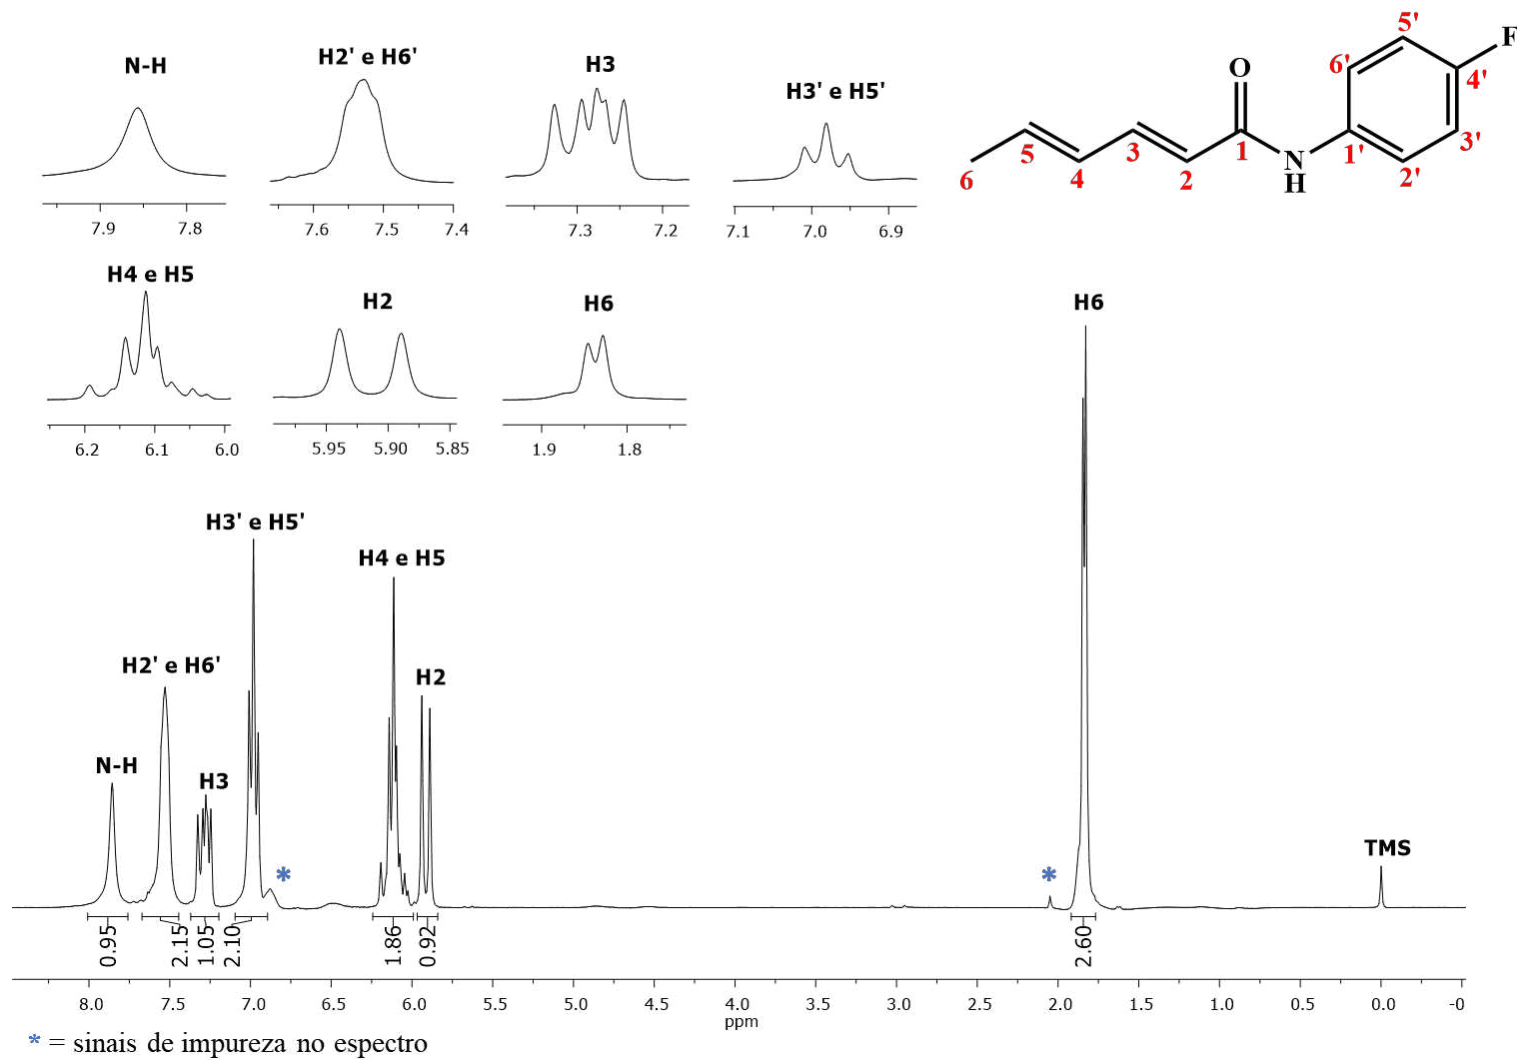 N-H
H2' e H6'
H3
H3' e H5'
7.9 7.8
7.6 7.5 7.4
7.3 7.2
7.1 7.0 6.9
O
N
H
F
1
2
3
4
5
6
1'
2'
3'
4'
5'
6'
H4 e H5
H2
H6
6.2 6.1 6.0
5.95 5.90 5.85
1.9 1.8
H6
H3' e H5'
H4 e H5
H2' e H6'
H2
N-H
H3
*
*
TMS
0.95
2.15
1.05
2.10
1.86
0.92
2.60
8.0 7.5 7.0 6.5 6.0 5.5 5.0 4.5 4.0 3.5 3.0 2.5 2.0 1.5 1.0 0.5 0.0 -0
ppm
* = sinais de impureza no espectro